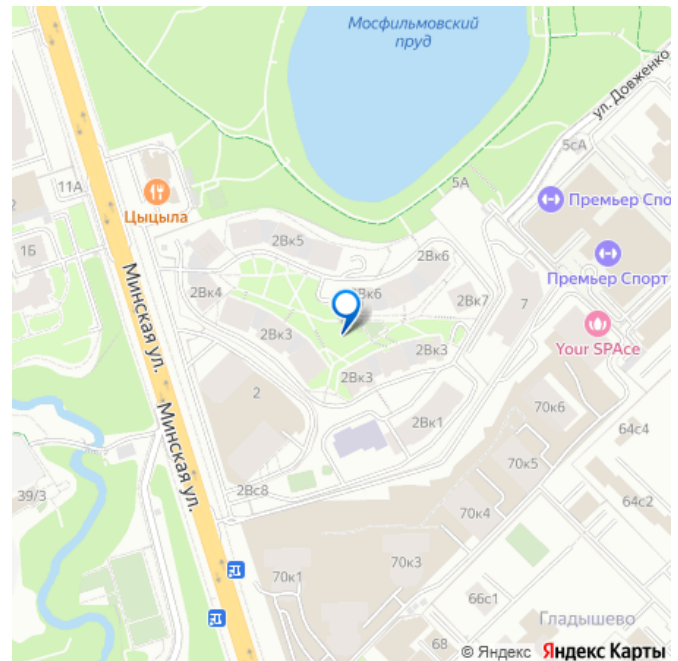 Мосфильмовский
пруд
ул. Довженко
5сА
11А
5А
Премьер Спо
Цыцыла
2
1Б
2Вк5
2Вк6
Премьер Спорт
Минская ул.
2Вк4
2Вк6
2Вк7
7
2Вк3
2Вк3
Your SPAce
2Вк3
2
Минская ул.
2Вк1
70к6
64с4
70к5
2Вс8
39/3
64с2
70к4
70к3
70к1
66с1
Гладышево
68
© Яндекс Яндекс Карты